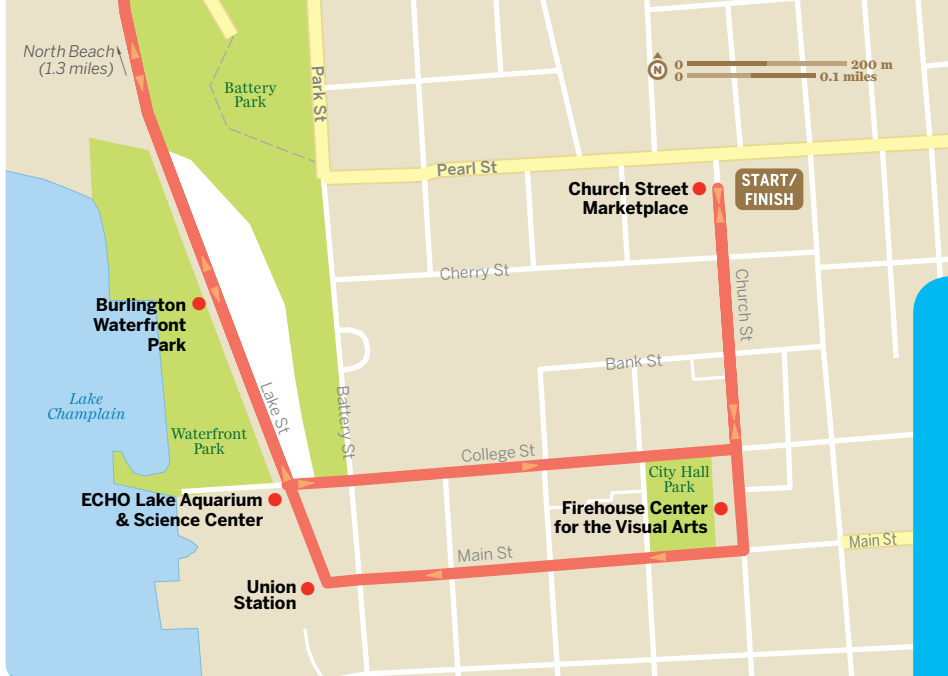 North Beach
(1.3 miles)
Battery
Park
Park St
N
0
200 m
0
0.1 miles
Pearl St
Church Street
Marketplace
START/
FINISH
Cherry St
Church St
Burlington
Waterfront
Park
Bank St
Lake
Champlain
Lake St
Battery St
Waterfront
Park
College St
City Hall
Park
ECHO Lake Aquarium
& Science Center
Firehouse Center
for the Visual Arts
Main St
Main St
Union
Station